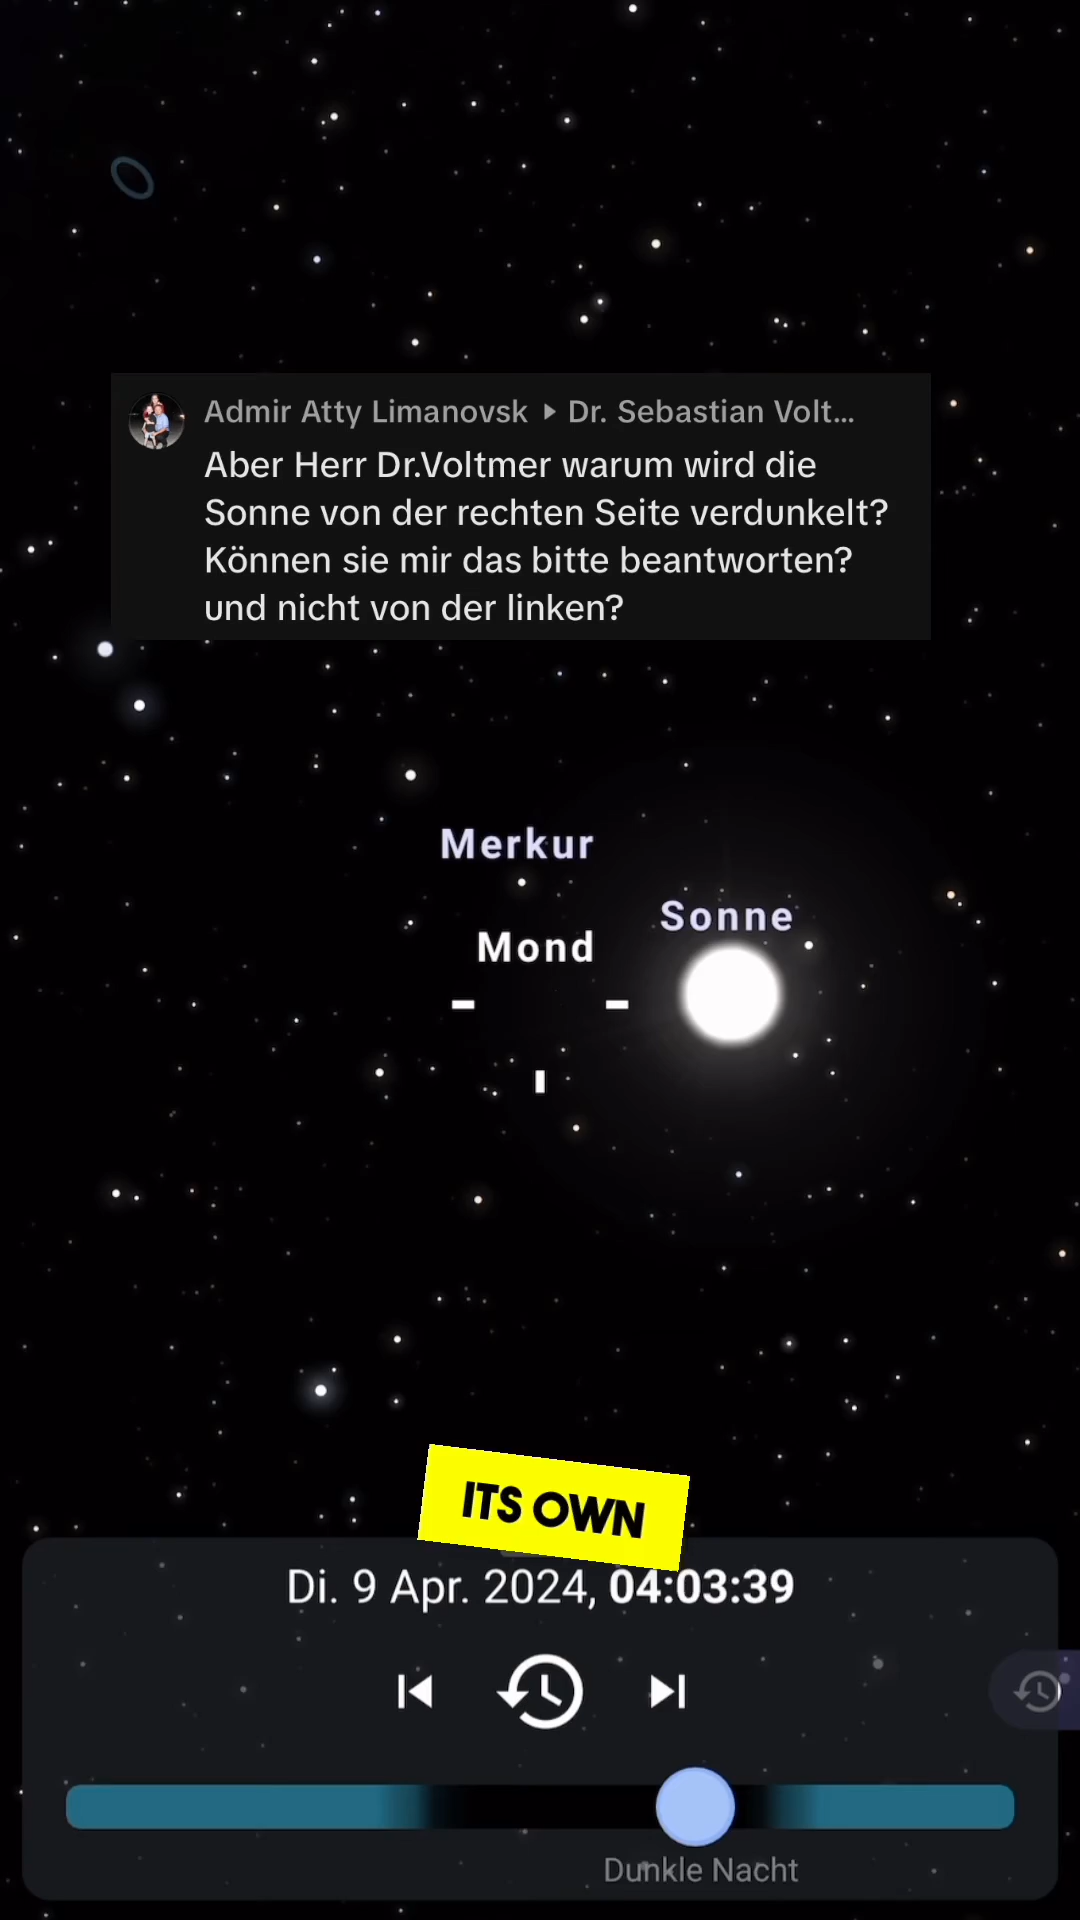 Admir Atty Limanovsk ▸ Dr. Sebastian Volt...
Aber Herr Dr.Voltmer warum wird die
Sonne von der rechten Seite verdunkelt?
Können sie mir das bitte beantworten?
und nicht von der linken?
Merkur
Sonne
Mond
ITS OWN
Di. 9 Apr. 2024, 04:03:39
Dunkle Nacht